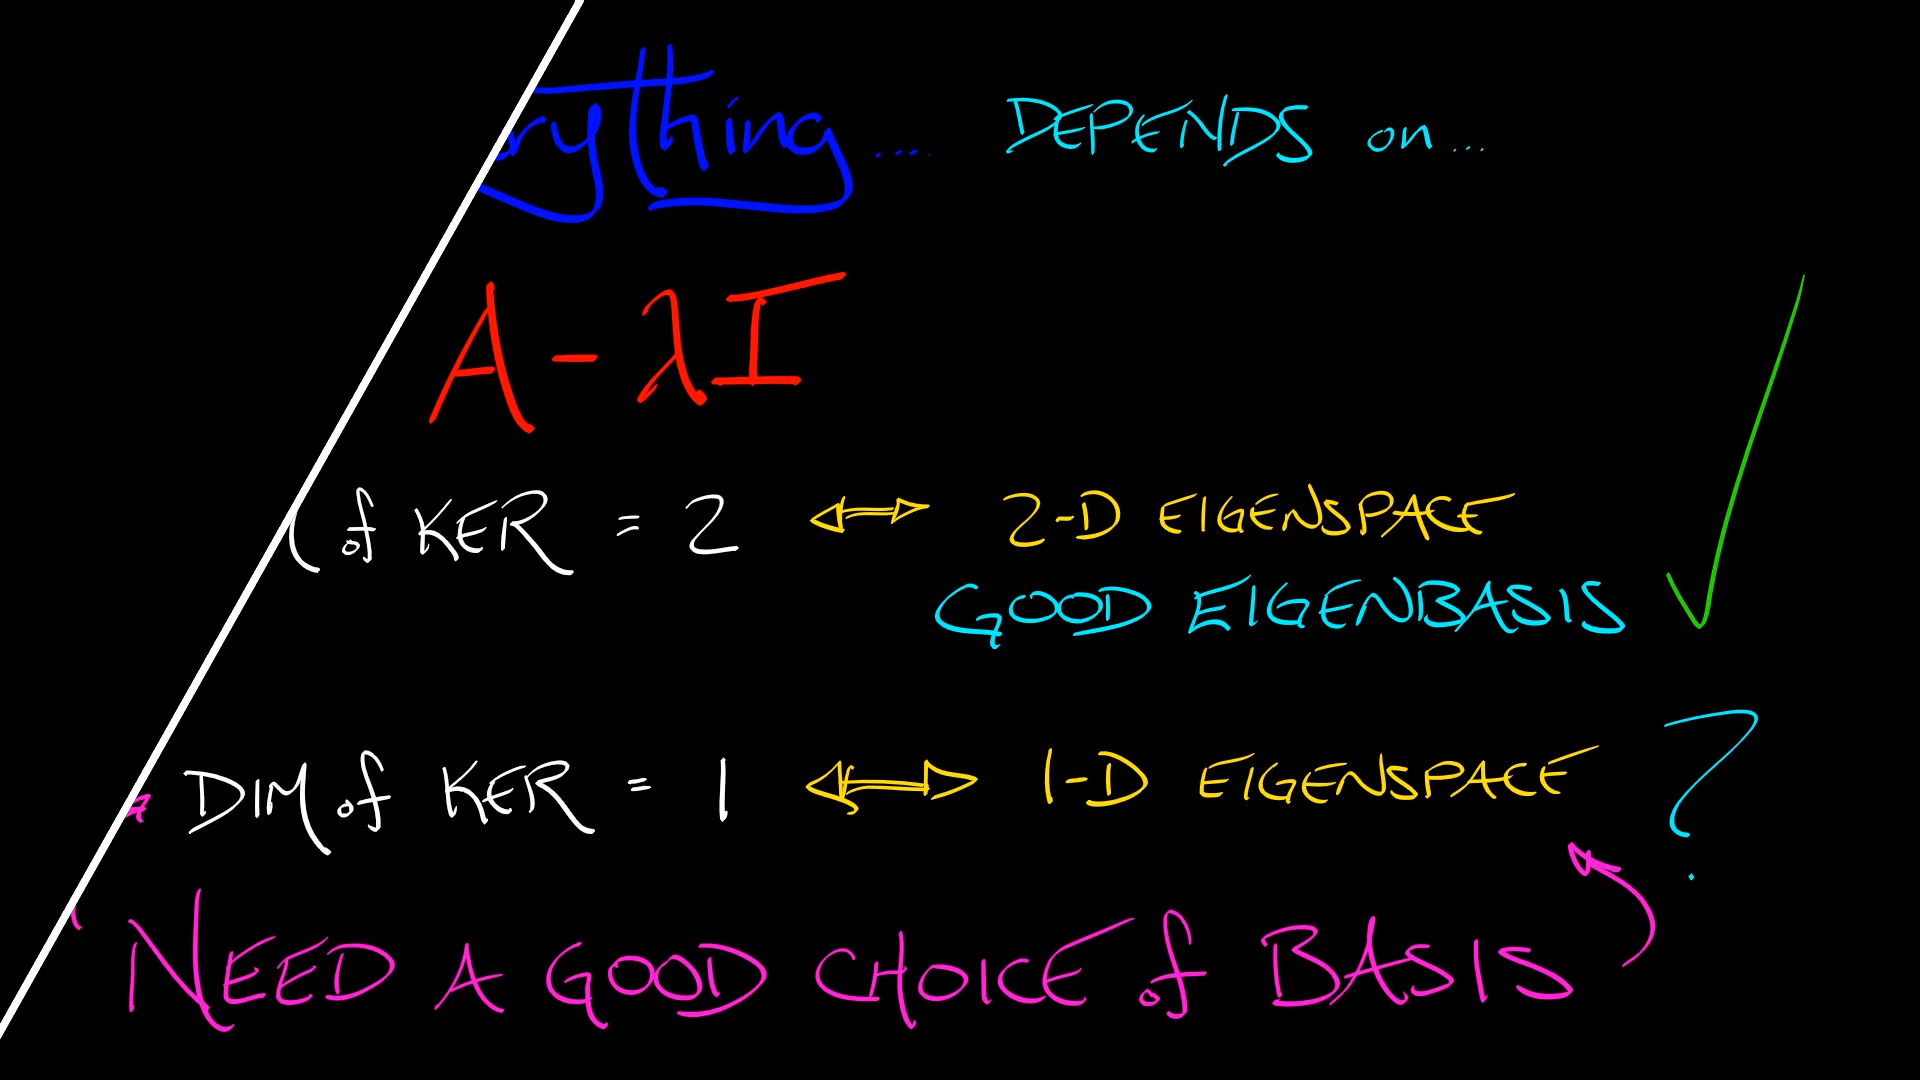 rything.... DEPENDS on...
A - λI
of KER = 2 ⟺ 2-D EIGENSPACE
GOOD EIGENBASIS ✓
DIM of KER = 1 ⟺ 1-D EIGENSPACE ?
NEED A GOOD CHOICE of BASIS